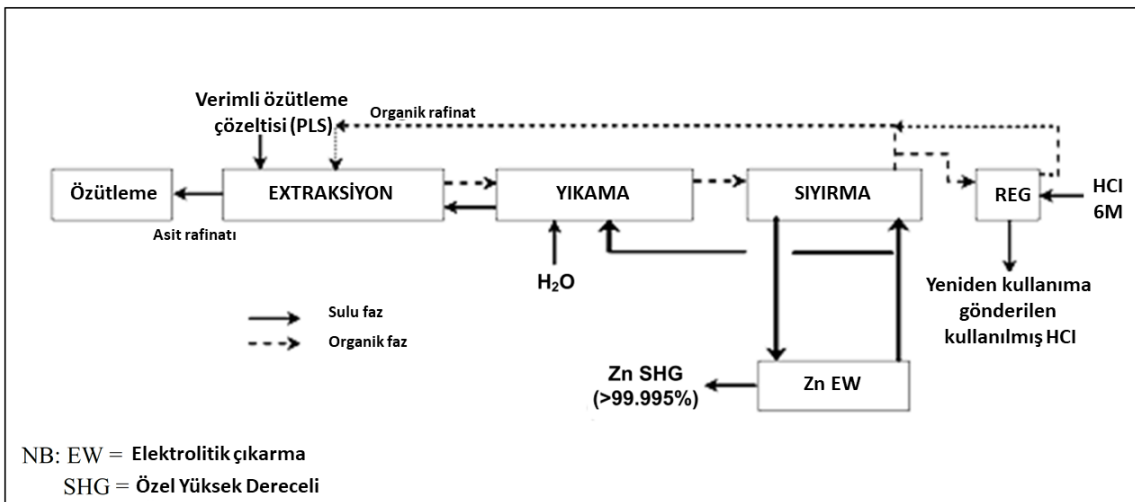 Verimli özütleme
çözeltisi (PLS)
Organik rafinat
Özütleme
EXTRAKSİYON
YIKAMA
SIYIRMA
REG
HCI
6M
Asit rafinatı
H₂O
Yeniden kullanıma
gönderilen
kullanılmış HCI
Sulu faz
Organik faz
Zn SHG
(>99.995%)
Zn EW
NB: EW = Elektrolitik çıkarma
SHG = Özel Yüksek Dereceli